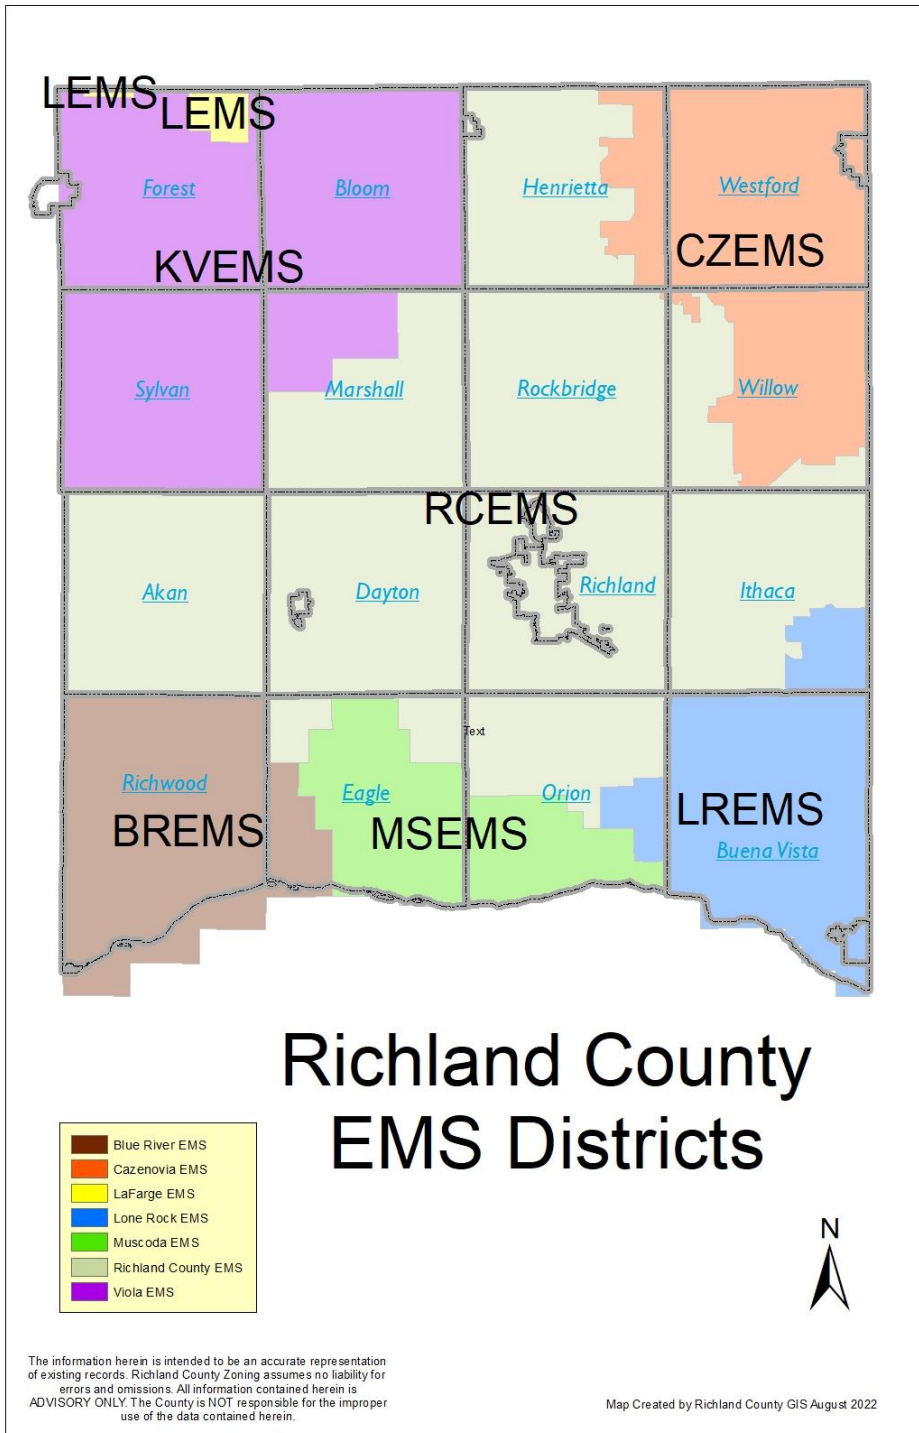 LEMS
LEMS
Forest
Bloom
Henrietta
Westford
KVEMS
CZEMS
Sylvan
Marshall
Rockbridge
Willow
RCEMS
Akan
Dayton
Richland
Ithaca
Text
Richwood
Eagle
Orion
BREMS
MSEMS
LREMS
Buena Vista
Richland County
EMS Districts
Blue River EMS
Cazenovia EMS
LaFarge EMS
Lone Rock EMS
Muscoda EMS
Richland County EMS
Viola EMS
N
The information herein is intended to be an accurate representation
of existing records. Richland County Zoning assumes no liability for
errors and omissions. All information contained herein is
ADVISORY ONLY. The County is NOT responsible for the improper
use of the data contained herein.
Map Created by Richland County GIS August 2022